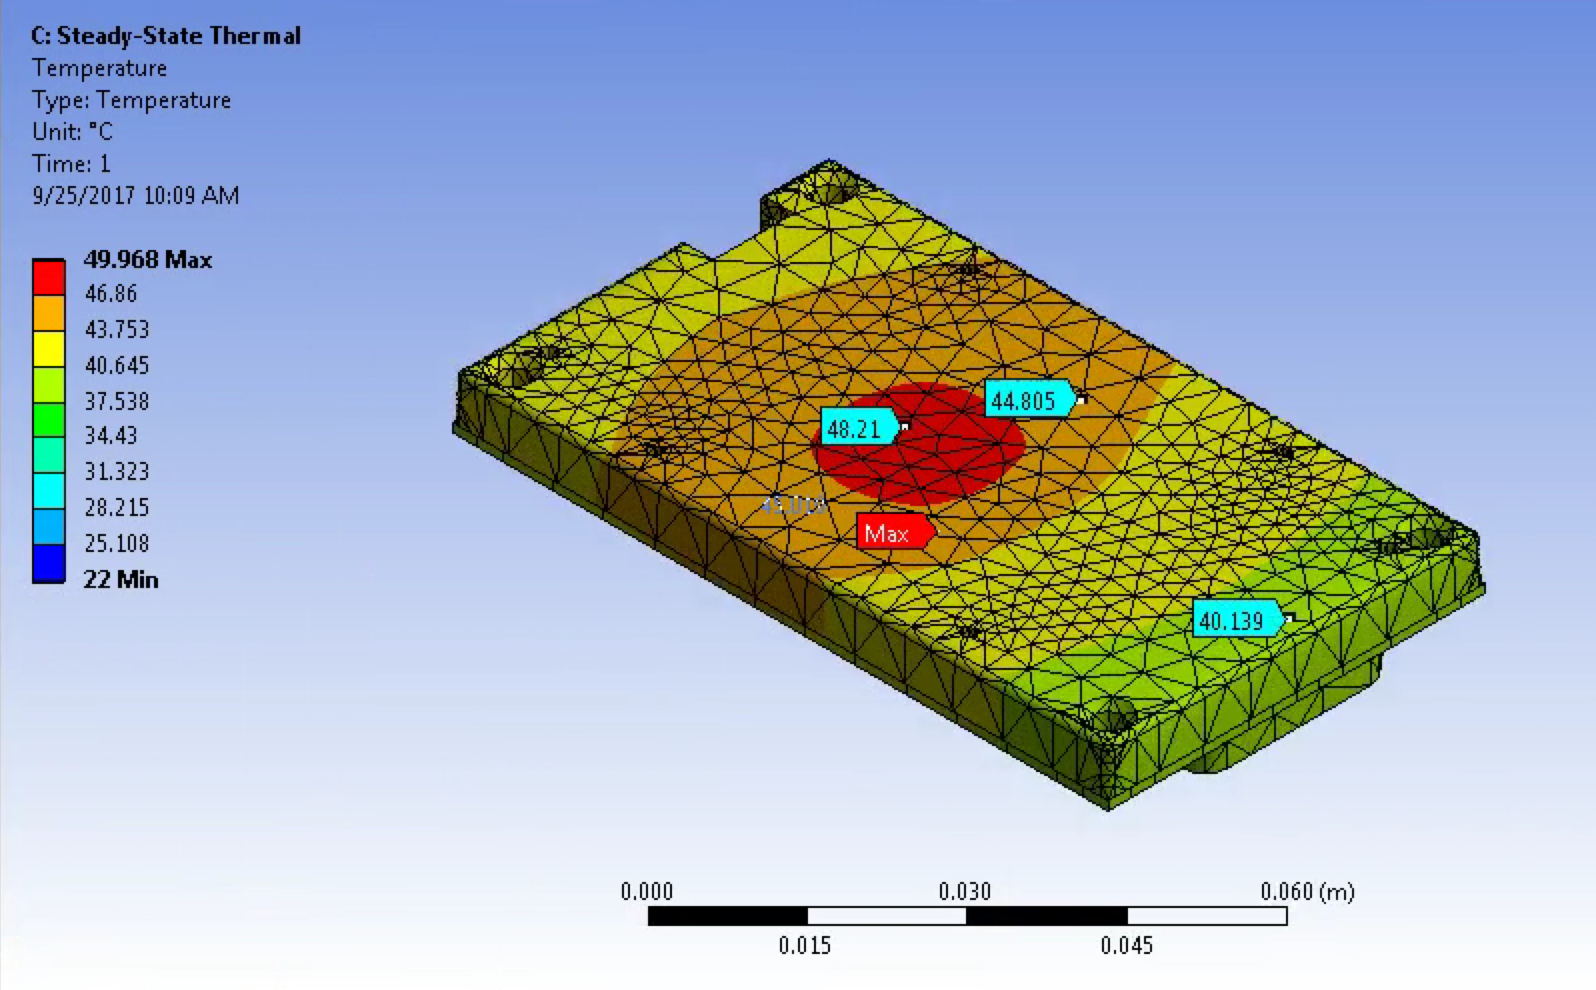 C: Steady-State Thermal
Temperature
Type: Temperature
Unit: °C
Time: 1
9/25/2017 10:09 AM
49.968 Max
46.86
43.753
40.645
37.538
34.43
31.323
28.215
25.108
22 Min
44.805
48.21
Max
40.139
0.000 0.030 0.060 (m)
0.015 0.045